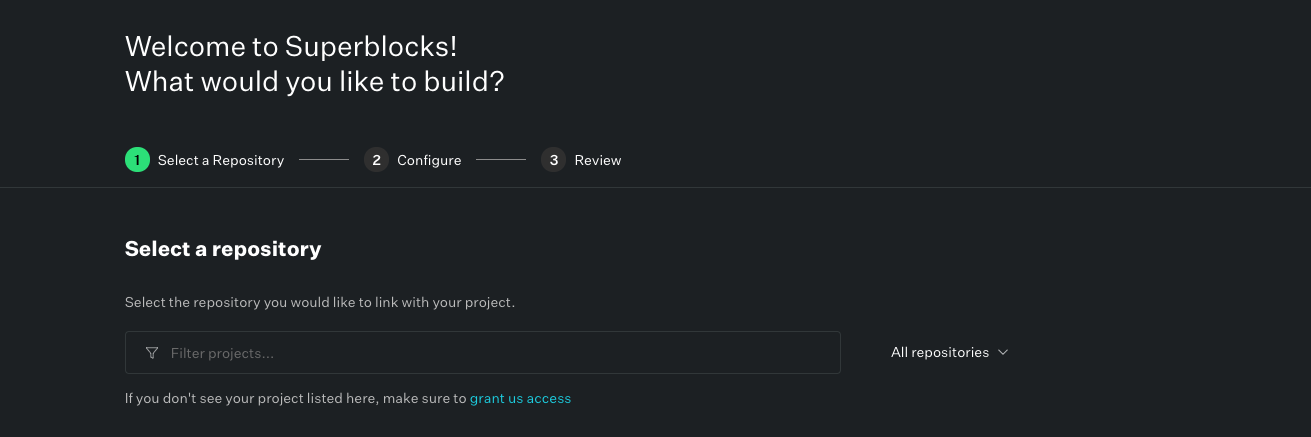 Welcome to Superblocks!
What would you like to build?
1 Select a Repository 2 Configure 3 Review
Select a repository
Select the repository you would like to link with your project.
Filter projects...
All repositories
If you don't see your project listed here, make sure to grant us access